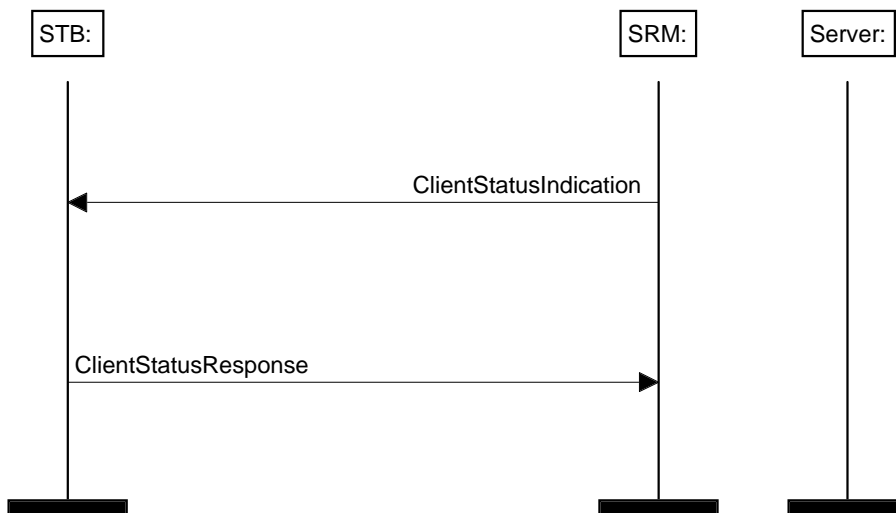 STB:
SRM:
Server:
ClientStatusIndication
ClientStatusResponse